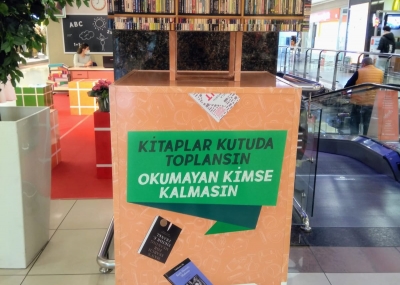 ABC
KİTAPLAR KUTUDA
TOPLANSIN
OKUMAYAN KİMSE
KALMASIN